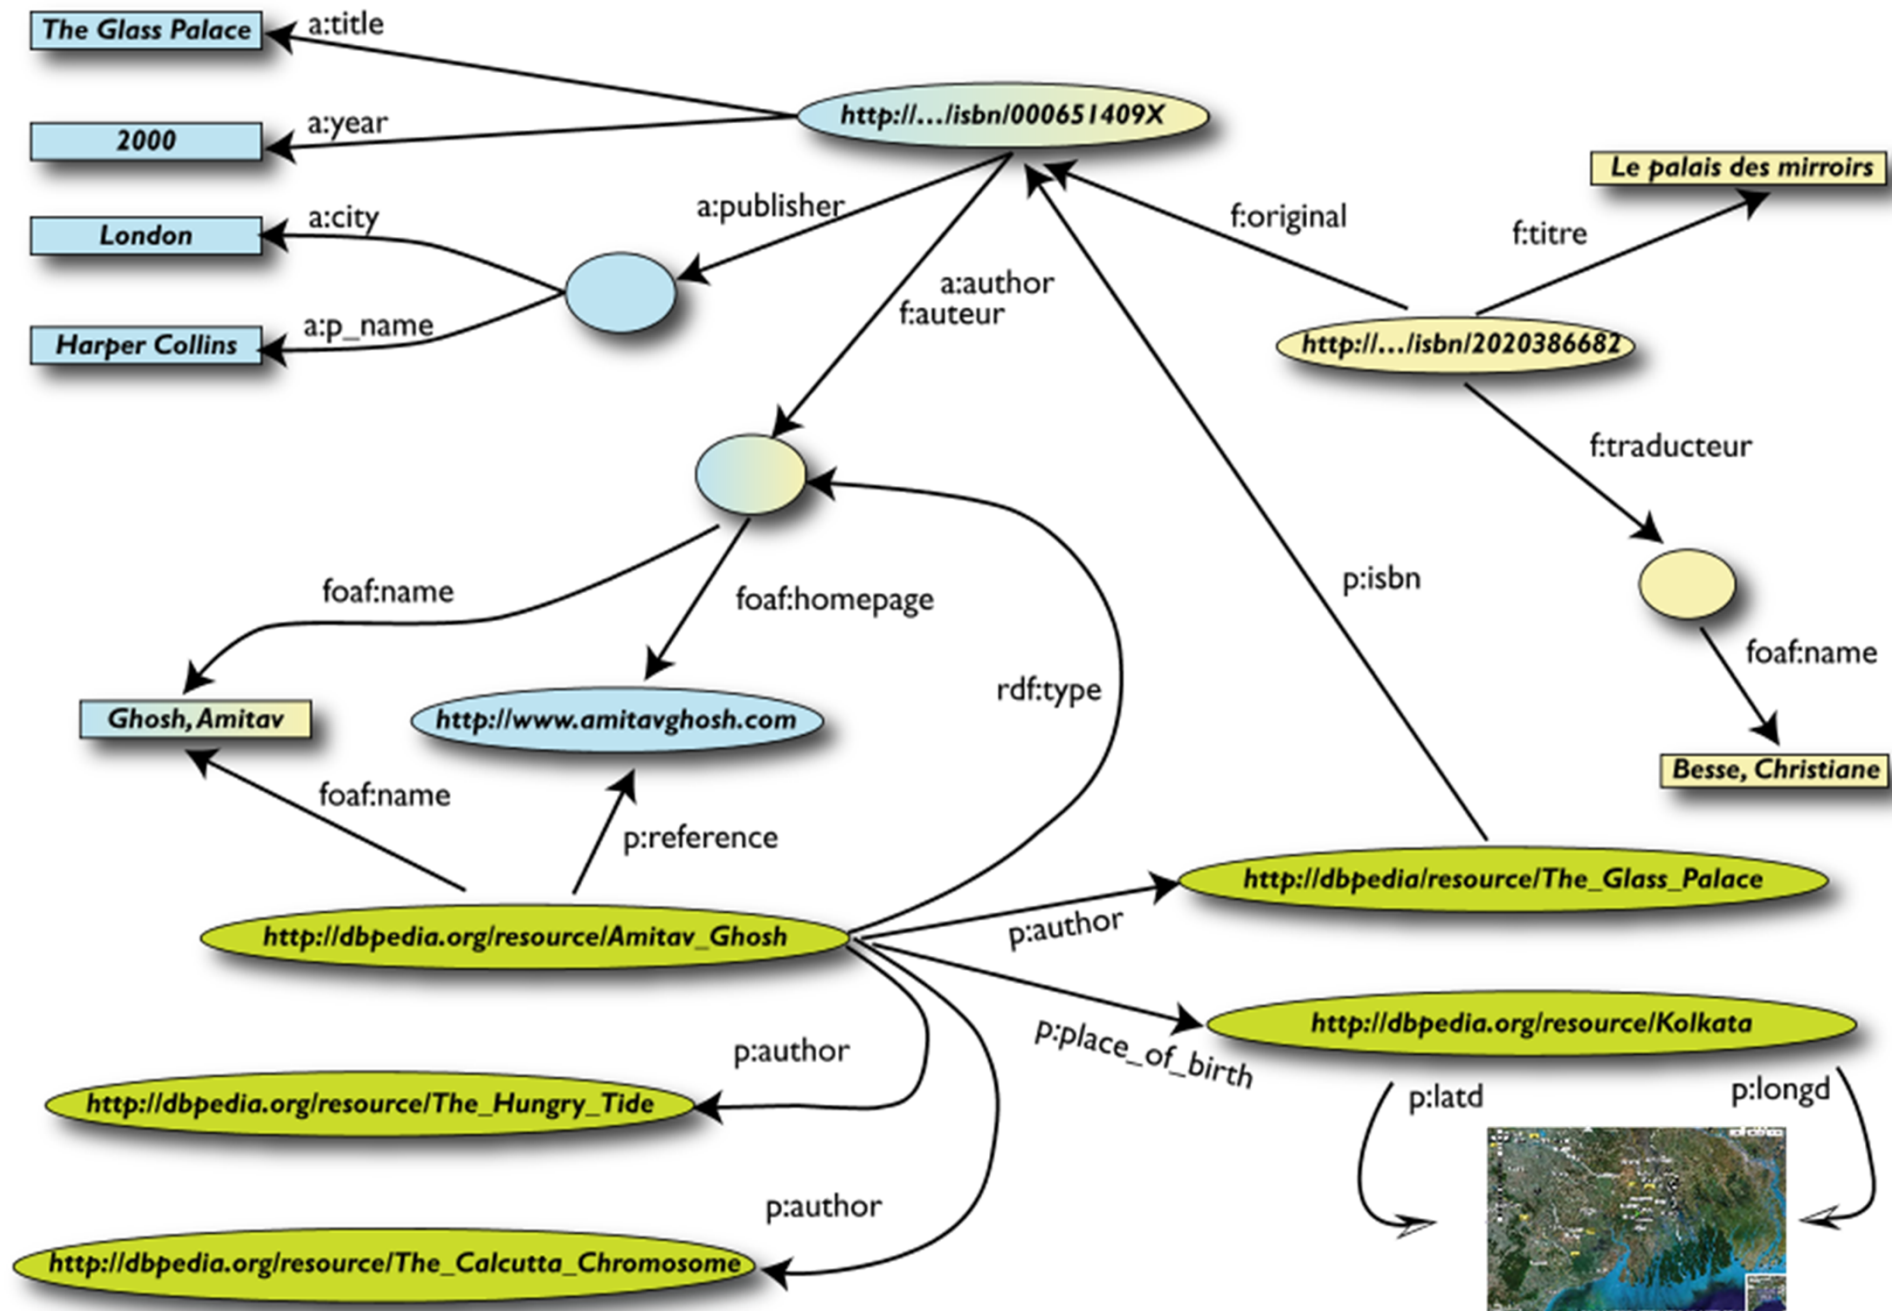 The Glass Palace
a:title
http://.../isbn/000651409X
2000
a:year
Le palais des mirroirs
a:publisher
f:original
London
a:city
f:titre
a:author
f:auteur
Harper Collins
a:p_name
http://.../isbn/2020386682
f:traducteur
foaf:name
foaf:homepage
p:isbn
foaf:name
rdf:type
Ghosh, Amitav
http://www.amitavghosh.com
Besse, Christiane
foaf:name
p:reference
http://dbpedia/resource/The_Glass_Palace
p:author
http://dbpedia.org/resource/Amitav_Ghosh
http://dbpedia.org/resource/Kolkata
p:place_of_birth
p:author
p:latd
p:longd
http://dbpedia.org/resource/The_Hungry_Tide
p:author
http://dbpedia.org/resource/The_Calcutta_Chromosome